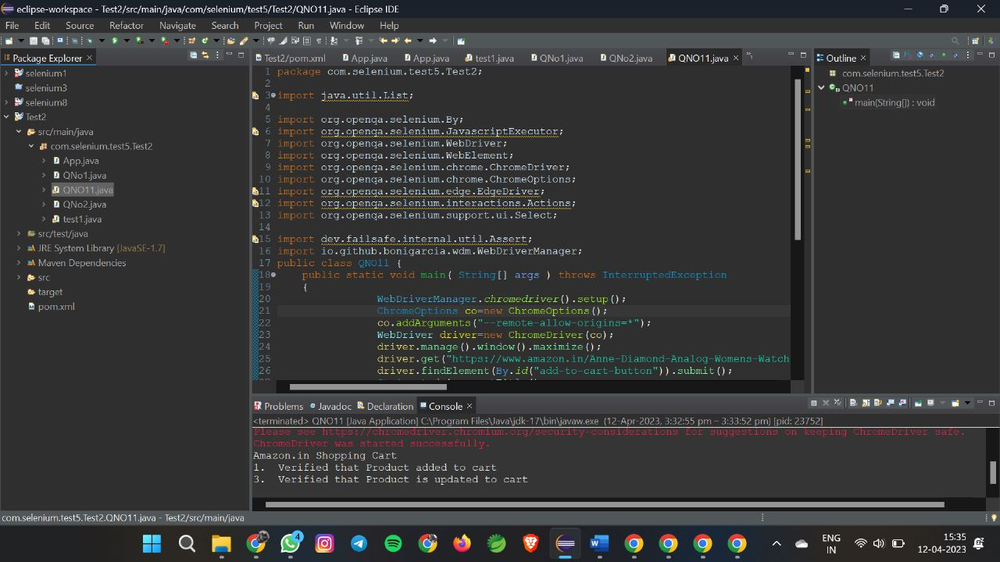 eclipse-workspace - Test2/src/main/java/com/selenium/test5/Test2/QNO11.java - Eclipse IDE
File Edit Source Refactor Navigate Search Project Run Window Help
Package Explorer
selenium1
selenium3
selenium8
Test2
src/main/java
com.selenium.test5.Test2
App.java
QNo1.java
QNO11.java
QNo2.java
test1.java
src/test/java
JRE System Library [JavaSE-1.7]
Maven Dependencies
src
target
pom.xml
Test2/pom.xml App.java App.java test1.java QNo1.java QNo2.java QNO11.java
1 package com.selenium.test5.Test2;
2
3 import java.util.List;
4
5 import org.openqa.selenium.By;
6 import org.openqa.selenium.JavascriptExecutor;
7 import org.openqa.selenium.WebDriver;
8 import org.openqa.selenium.WebElement;
9 import org.openqa.selenium.chrome.ChromeDriver;
10 import org.openqa.selenium.chrome.ChromeOptions;
11 import org.openqa.selenium.edge.EdgeDriver;
12 import org.openqa.selenium.interactions.Actions;
13 import org.openqa.selenium.support.ui.Select;
14
15 import dev.failsafe.internal.util.Assert;
16 import io.github.bonigarcia.wdm.WebDriverManager;
17 public class QNO11 {
18 public static void main( String[] args ) throws InterruptedException
19 {
20 WebDriverManager.chromedriver().setup();
21 ChromeOptions co=new ChromeOptions();
22 co.addArguments("--remote-allow-origins=*");
23 WebDriver driver=new ChromeDriver(co);
24 driver.manage().window().maximize();
25 driver.get("https://www.amazon.in/Anne-Diamond-Analog-Womens-Watch
26 driver.findElement(By.id("add-to-cart-button")).submit();
Outline
com.selenium.test5.Test2
QNO11
main(String[]) : void
Problems Javadoc Declaration Console
<terminated> QNO11 [Java Application] C:\Program Files\Java\jdk-17\bin\javaw.exe (12-Apr-2023, 3:32:55 pm – 3:33:52 pm) [pid: 23752]
Please see https://chromedriver.chromium.org/security-considerations for suggestions on keeping ChromeDriver safe.
ChromeDriver was started successfully.
Amazon.in Shopping Cart
1. Verified that Product added to cart
3. Verified that Product is updated to cart
com.selenium.test5.Test2.QNO11.java - Test2/src/main/java
4
ENG
IN
15:35
12-04-2023